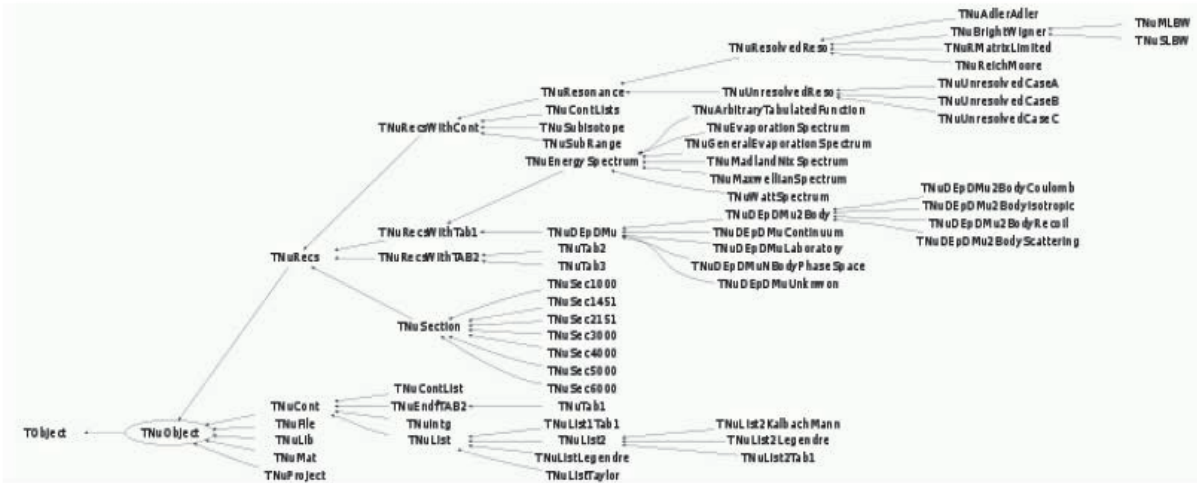 TNuAdlerAdler
TNuBrightWigner
TNuMLBW
TNuSLBW
TNuResolvedReso
TNuRMatrixLimited
TNuReichMoore
TNuResonance
TNuUnresolvedReso
TNuUnresolvedCaseA
TNuUnresolvedCaseB
TNuUnresolvedCaseC
TNuContLists
TNuRecsWithCont
TNuSubIsotope
TNuSubRange
TNuArbitraryTabulatedFunction
TNuEvaporationSpectrum
TNuGeneralEvaporationSpectrum
TNuEnergySpectrum
TNuMadlandNixSpectrum
TNuMaxwellianSpectrum
TNuWattSpectrum
TNuDEpDMu2Body
TNuDEpDMu2BodyCoulomb
TNuDEpDMu2BodyIsotropic
TNuDEpDMu2BodyRecoil
TNuDEpDMu2BodyScattering
TNuRecsWithTab1
TNuDEpDMu
TNuDEpDMuContinuum
TNuDEpDMuLaboratory
TNuDEpDMuNBodyPhaseSpace
TNuDEpDMuUnknwon
TNuRecs
TNuRecsWithTAB2
TNuTab2
TNuTab3
TNuSec1000
TNuSec1451
TNuSection
TNuSec2151
TNuSec3000
TNuSec4000
TNuSec5000
TNuSec6000
TNuContList
TNuCont
TNuEndfTAB2
TNuTab1
TNuFile
TNuIntg
TNuList1Tab1
TNuList2KalbachMann
TObject
TNuObject
TNuLib
TNuList
TNuList2
TNuList2Legendre
TNuMat
TNuListLegendre
TNuList2Tab1
TNuProject
TNuListTaylor